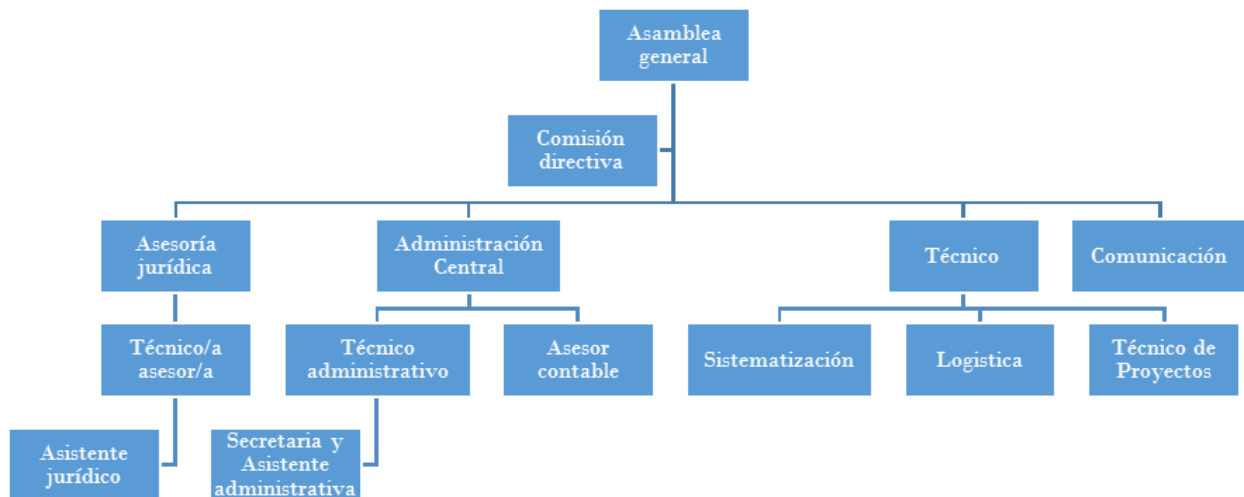 Asamblea
general
Comisión
directiva
Asesoría
jurídica
Administración
Central
Técnico
Comunicación
Técnico/a
asesor/a
Técnico
administrativo
Asesor
contable
Sistematización
Logistica
Técnico de
Proyectos
Asistente
jurídico
Secretaria y
Asistente
administrativa